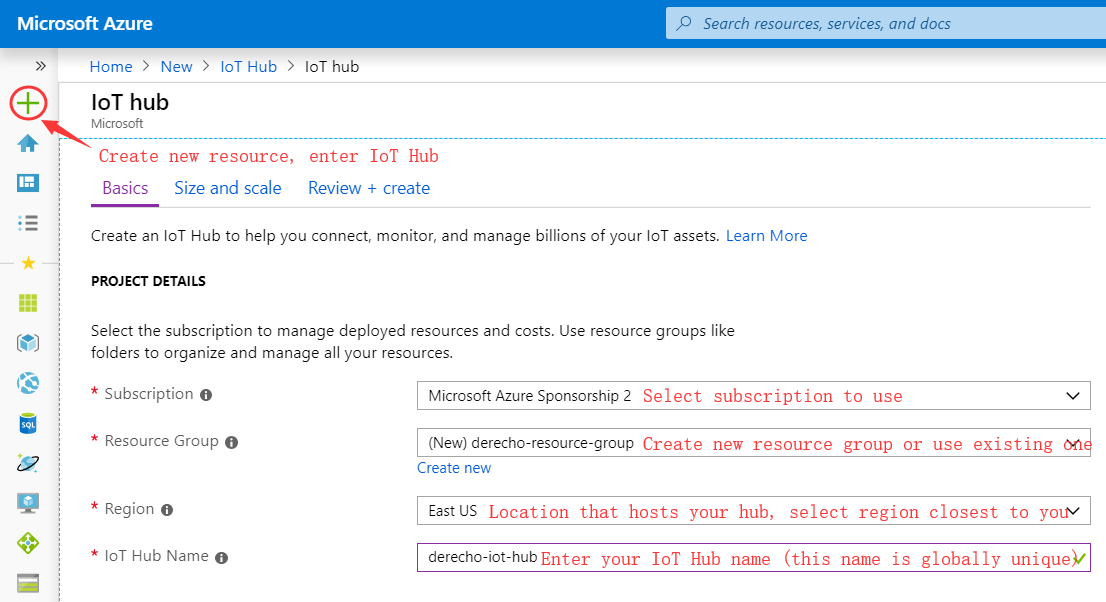 Microsoft Azure
Search resources, services, and docs
Home > New > IoT Hub > IoT hub
IoT hub
Microsoft
Create new resource, enter IoT Hub
Basics Size and scale Review + create
Create an IoT Hub to help you connect, monitor, and manage billions of your IoT assets. Learn More
PROJECT DETAILS
Select the subscription to manage deployed resources and costs. Use resource groups like
folders to organize and manage all your resources.
* Subscription Microsoft Azure Sponsorship 2 Select subscription to use
* Resource Group (New) derecho-resource-group Create new resource group or use existing one
Create new
* Region East US Location that hosts your hub, select region closest to you
* IoT Hub Name derecho-iot-hub Enter your IoT Hub name (this name is globally unique)
SQL